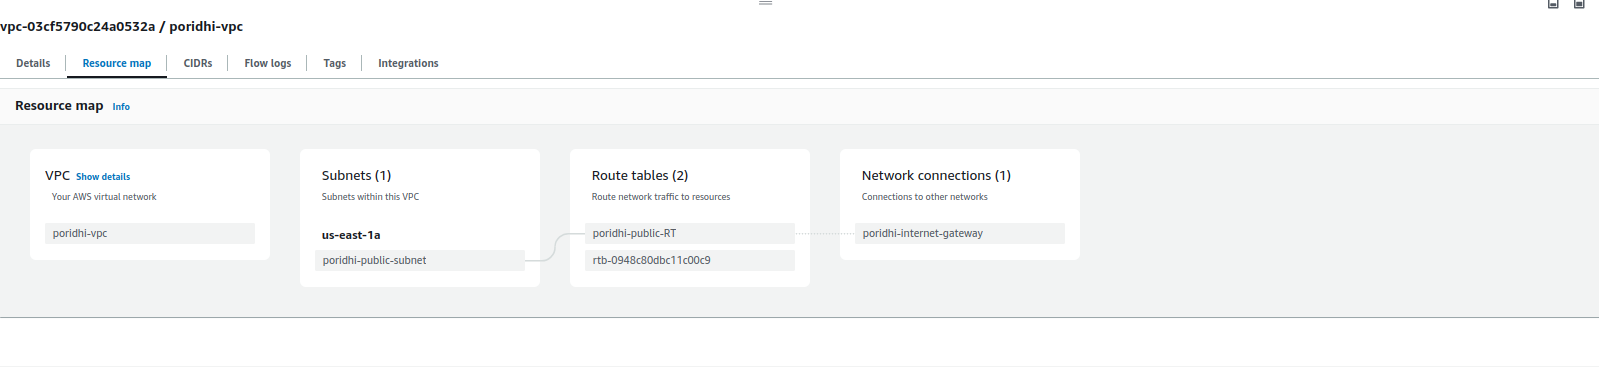 vpc-03cf5790c24a0532a / poridhi-vpc
Details Resource map CIDRs Flow logs Tags Integrations
Resource map Info
VPC Show details
Your AWS virtual network
poridhi-vpc
Subnets (1)
Subnets within this VPC
us-east-1a
poridhi-public-subnet
Route tables (2)
Route network traffic to resources
poridhi-public-RT
rtb-0948c80dbc11c00c9
Network connections (1)
Connections to other networks
poridhi-internet-gateway